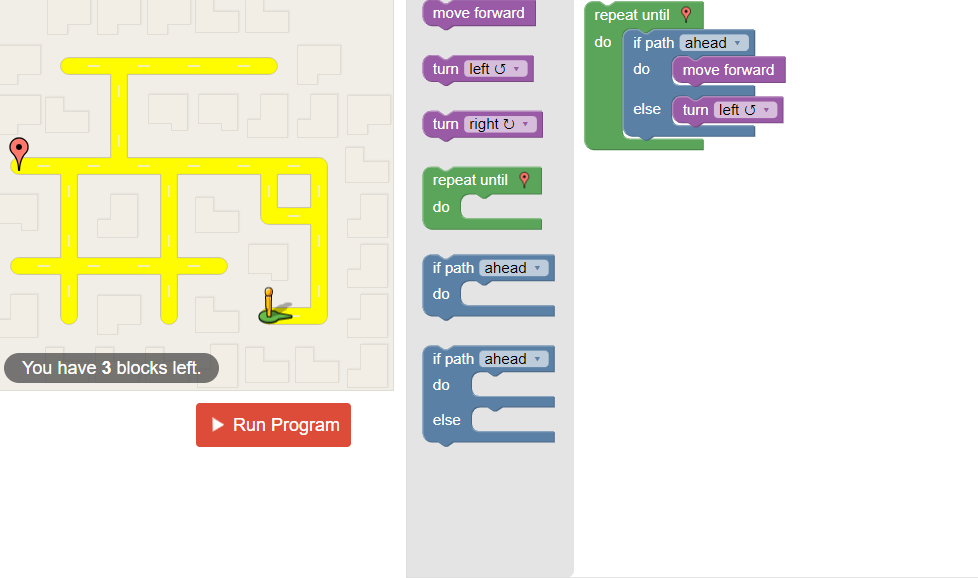 You have 3 blocks left.
Run Program
move forward
turn left ↺
turn right ↻
repeat until
do
if path ahead
do
if path ahead
do
else
repeat until
do
if path ahead
do
move forward
else
turn left ↺